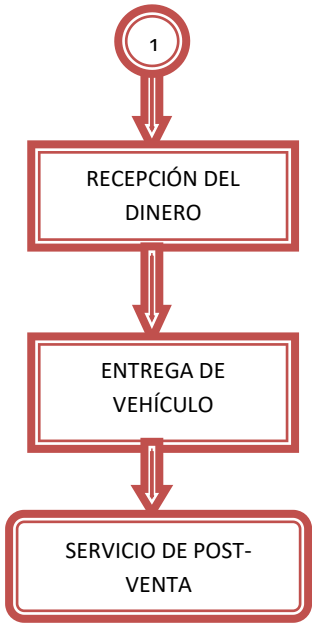 1
RECEPCIÓN DEL
DINERO
ENTREGA DE
VEHÍCULO
SERVICIO DE POST-
VENTA